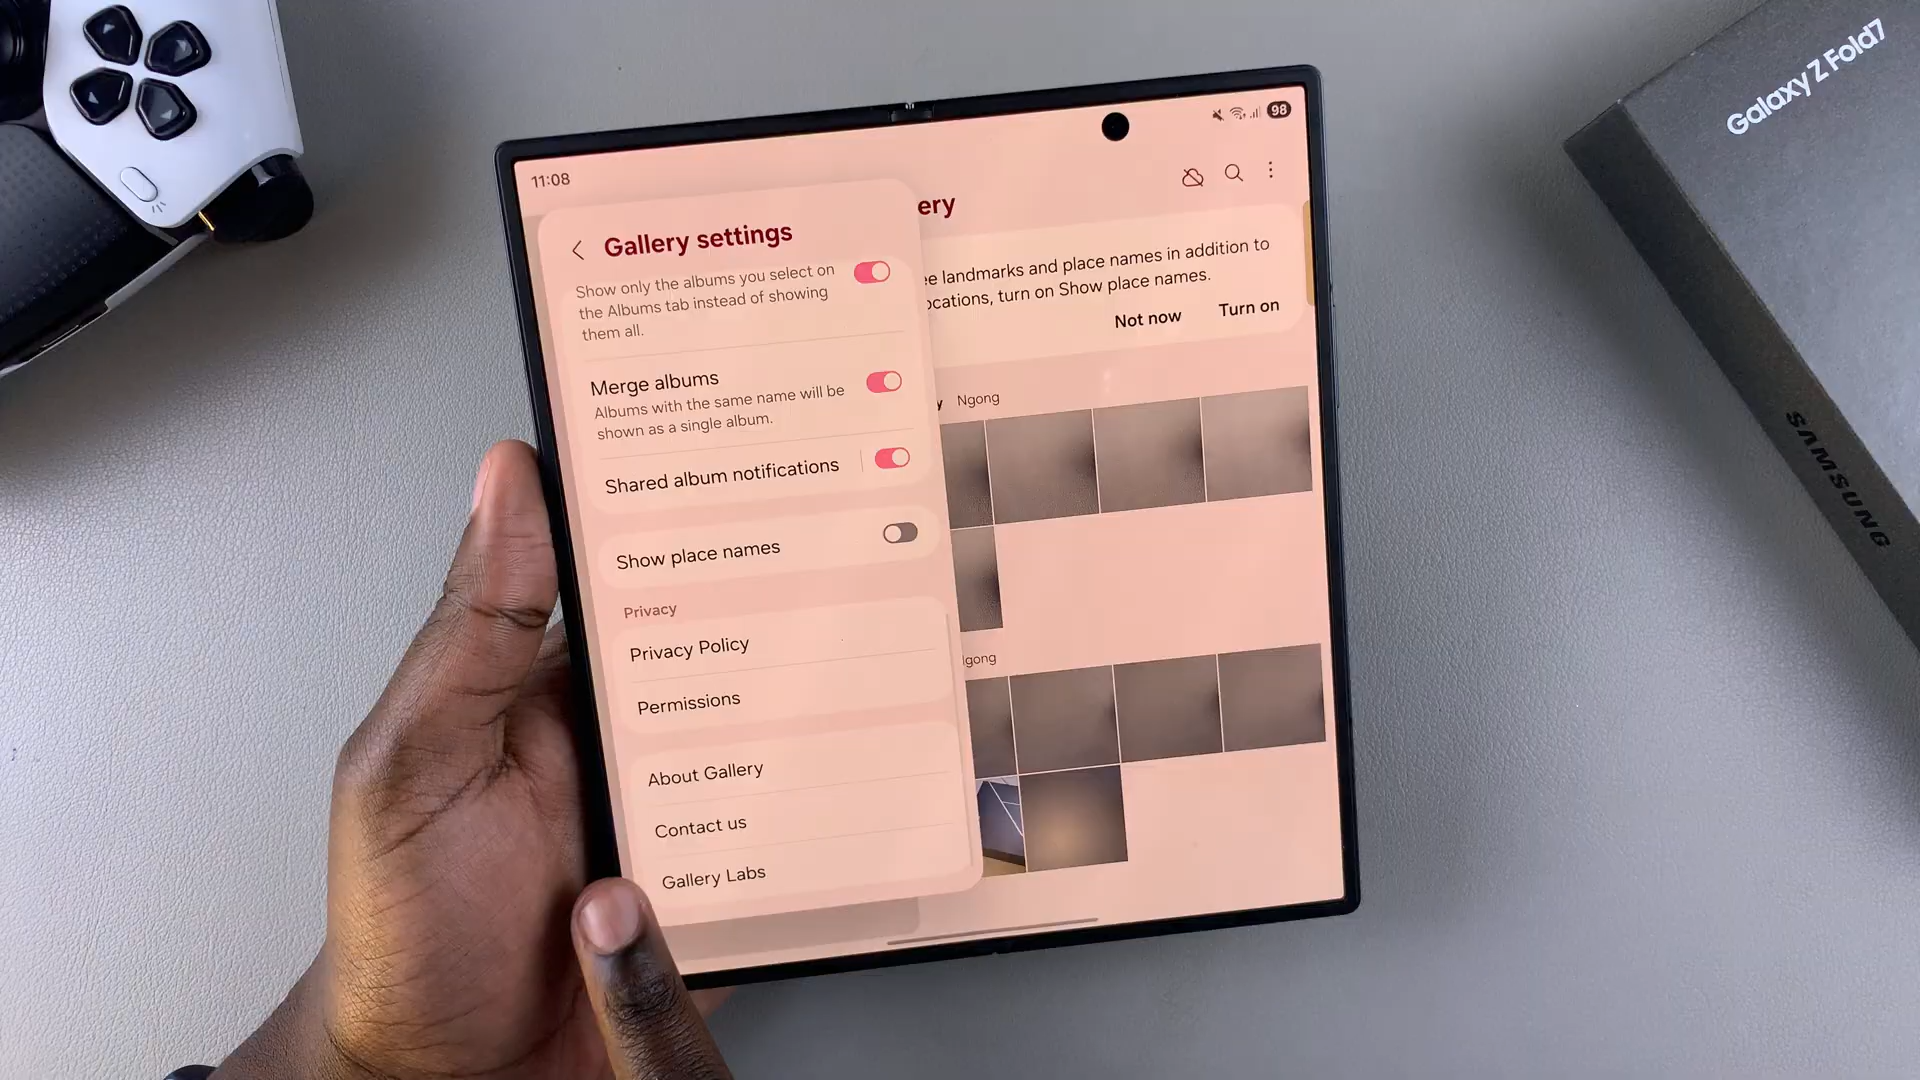 Galaxy Z Fold7
SAMSUNG
11:08
98
Gallery settings
Show only the albums you select on
the Albums tab instead of showing
them all.
Merge albums
Albums with the same name will be
shown as a single album.
Shared album notifications
Show place names
Privacy
Privacy Policy
Permissions
About Gallery
Contact us
Gallery Labs
ery
ee landmarks and place names in addition to
ocations, turn on Show place names.
Not now
Turn on
y Ngong
gong